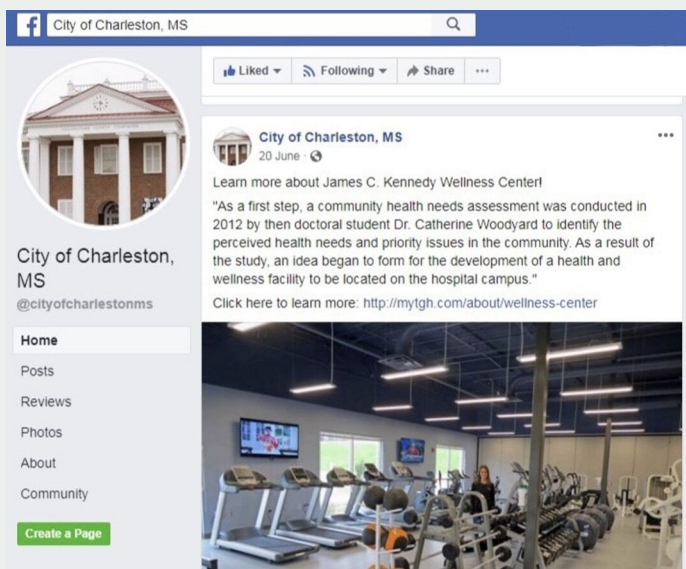 City of Charleston, MS
Liked
Following
Share
City of Charleston, MS
20 June
Learn more about James C. Kennedy Wellness Center!
"As a first step, a community health needs assessment was conducted in
2012 by then doctoral student Dr. Catherine Woodyard to identify the
perceived health needs and priority issues in the community. As a result of
the study, an idea began to form for the development of a health and
wellness facility to be located on the hospital campus."
Click here to learn more: http://mytgh.com/about/wellness-center
City of Charleston,
MS
@cityofcharlestonms
Home
Posts
Reviews
Photos
About
Community
Create a Page